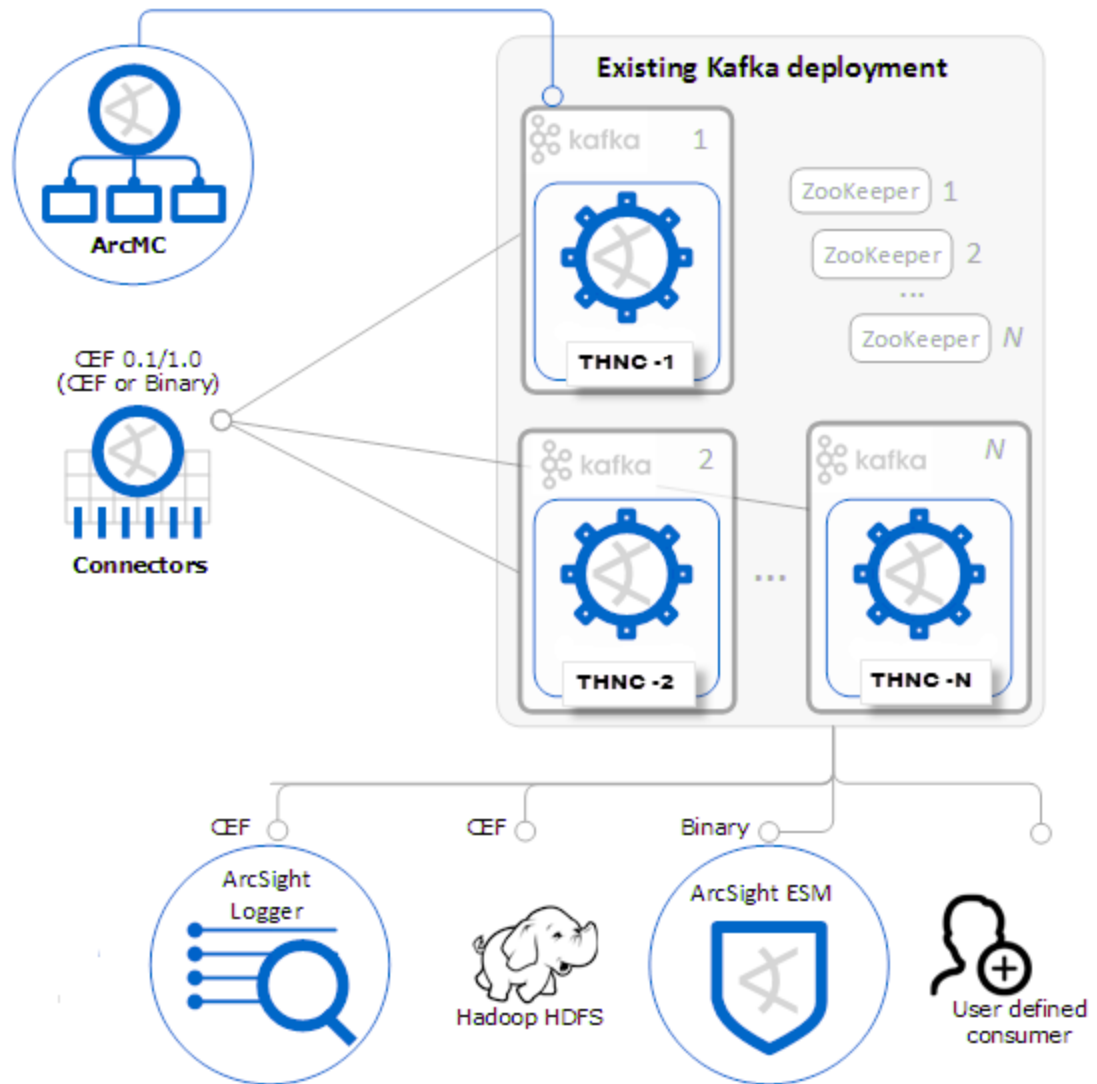 Existing Kafka deployment
kafka 1
THNC -1
ZooKeeper 1
ZooKeeper 2
...
ZooKeeper N
ArcMC
CEF 0.1/1.0
(CEF or Binary)
Connectors
kafka 2
THNC -2
...
kafka N
THNC -N
CEF
ArcSight
Logger
CEF
Hadoop HDFS
Binary
ArcSight ESM
User defined
consumer